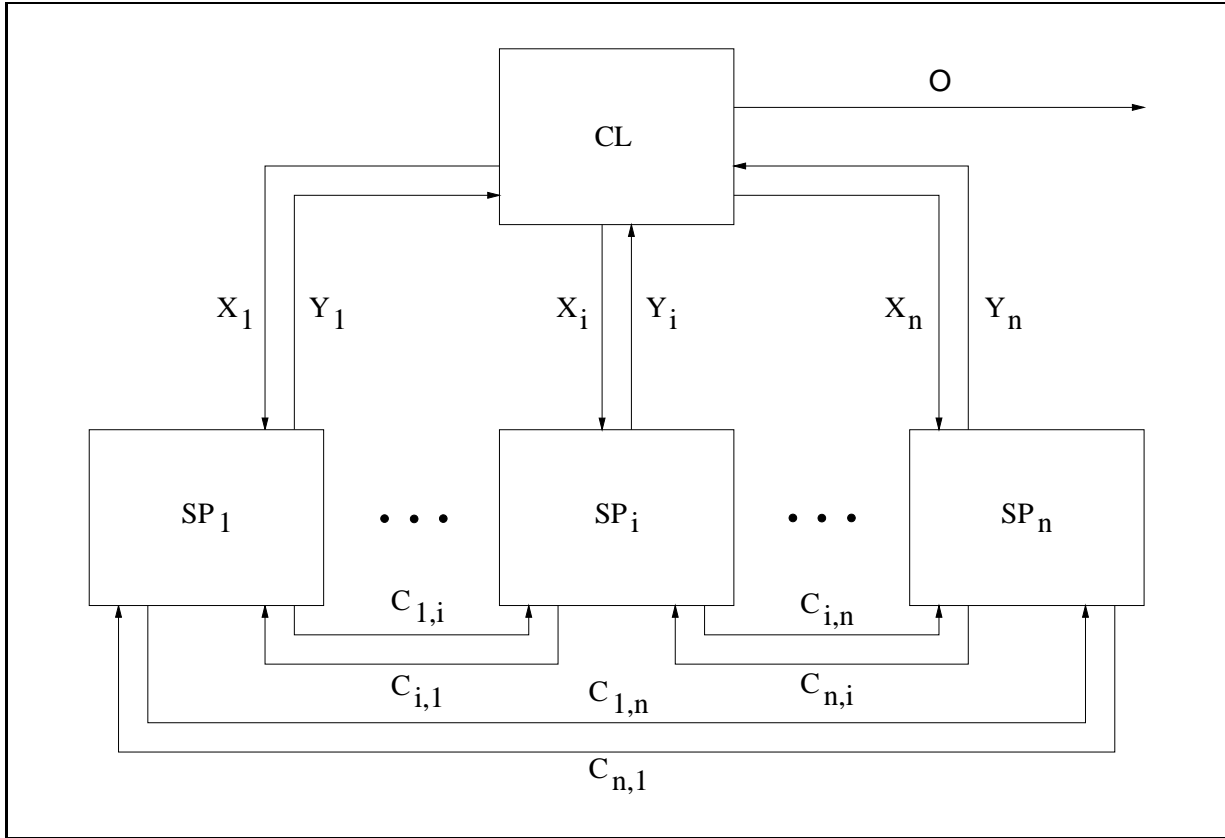 O
CL
X1 Y1 Xi Yi Xn Yn
SP1 SPi SPn
C1,i Ci,n
Ci,1 C1,n Cn,i
Cn,1